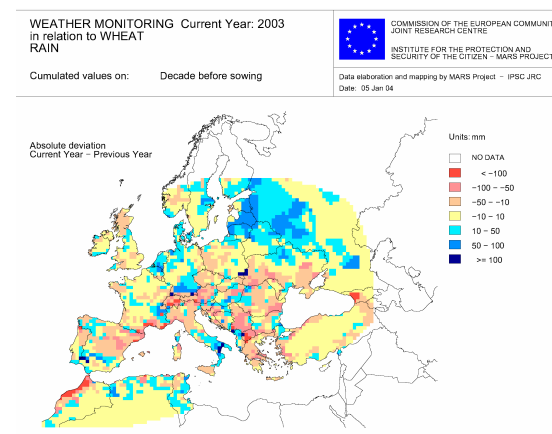 WEATHER MONITORING Current Year: 2003
in relation to WHEAT
RAIN
Cumulated values on: Decade before sowing
COMMISSION OF THE EUROPEAN COMMUNIT
JOINT RESEARCH CENTRE
INSTITUTE FOR THE PROTECTION AND
SECURITY OF THE CITIZEN - MARS PROJECT
Data elaboration and mapping by MARS Project - IPSC JRC
Date: 05 Jan 04
Absolute deviation
Current Year - Previous Year
Units: mm
NO DATA
< -100
-100 - -50
-50 - -10
-10 - 10
10 - 50
50 - 100
>= 100